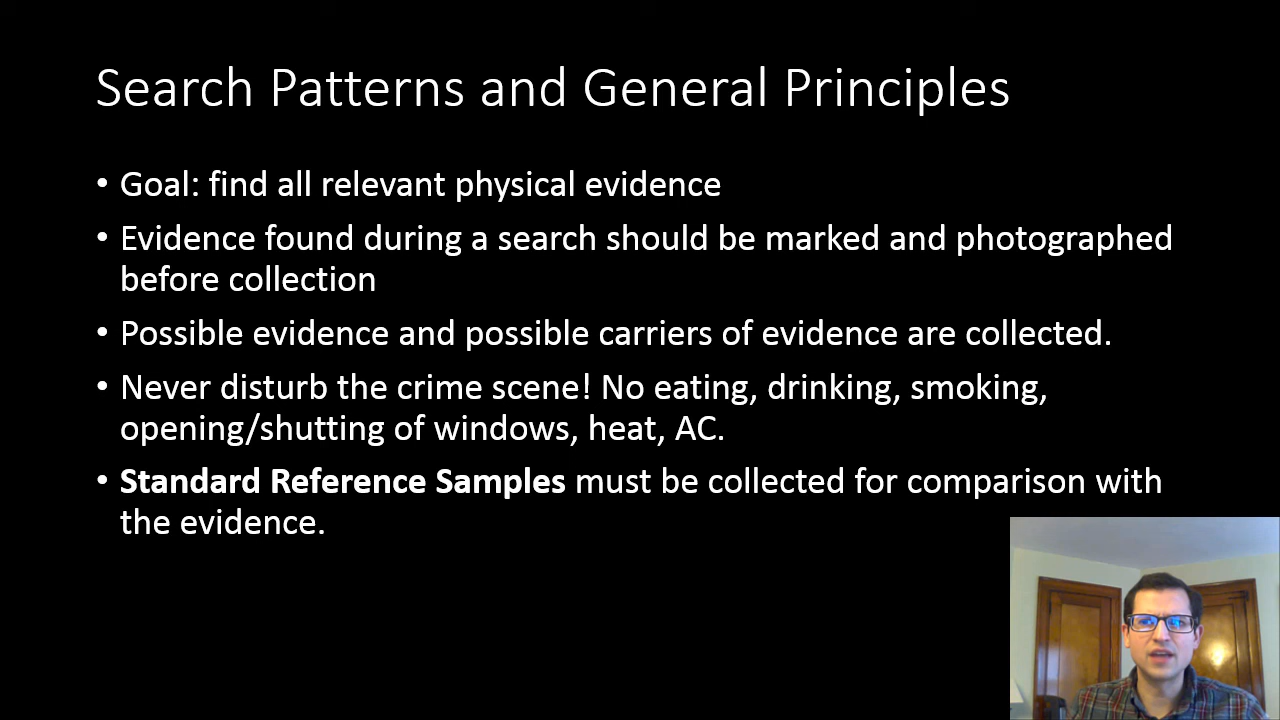 Search Patterns and General Principles
• Goal: find all relevant physical evidence
• Evidence found during a search should be marked and photographed
before collection
• Possible evidence and possible carriers of evidence are collected.
• Never disturb the crime scene! No eating, drinking, smoking,
opening/shutting of windows, heat, AC.
• Standard Reference Samples must be collected for comparison with
the evidence.